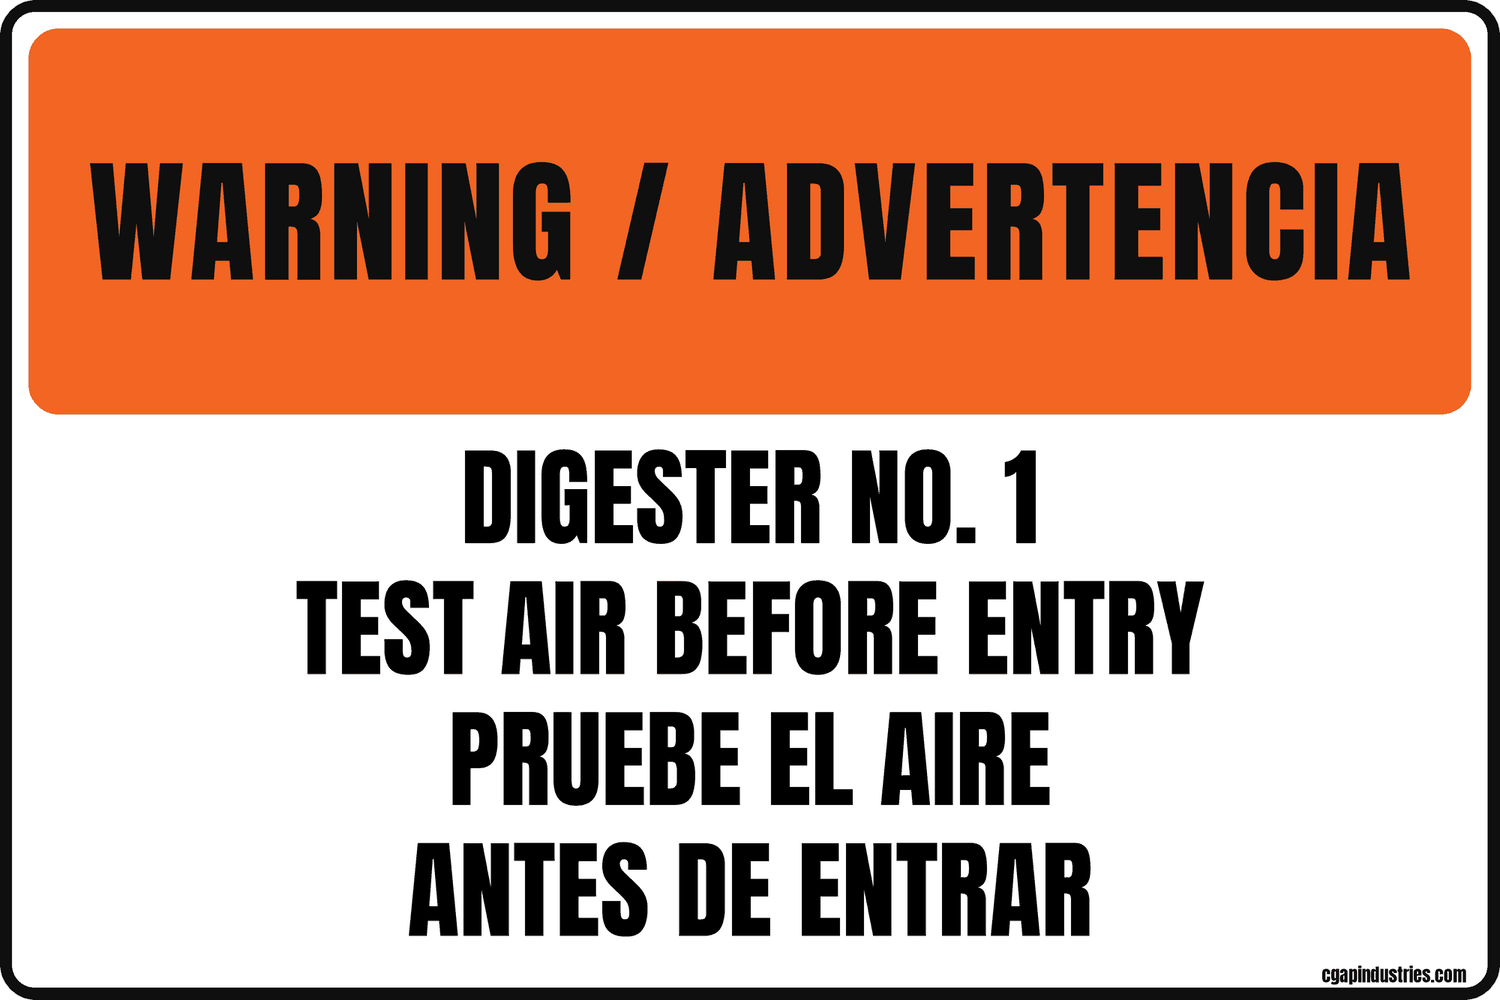 WARNING / ADVERTENCIA
DIGESTER NO. 1
TEST AIR BEFORE ENTRY
PRUEBE EL AIRE
ANTES DE ENTRAR
cgapindustries.com